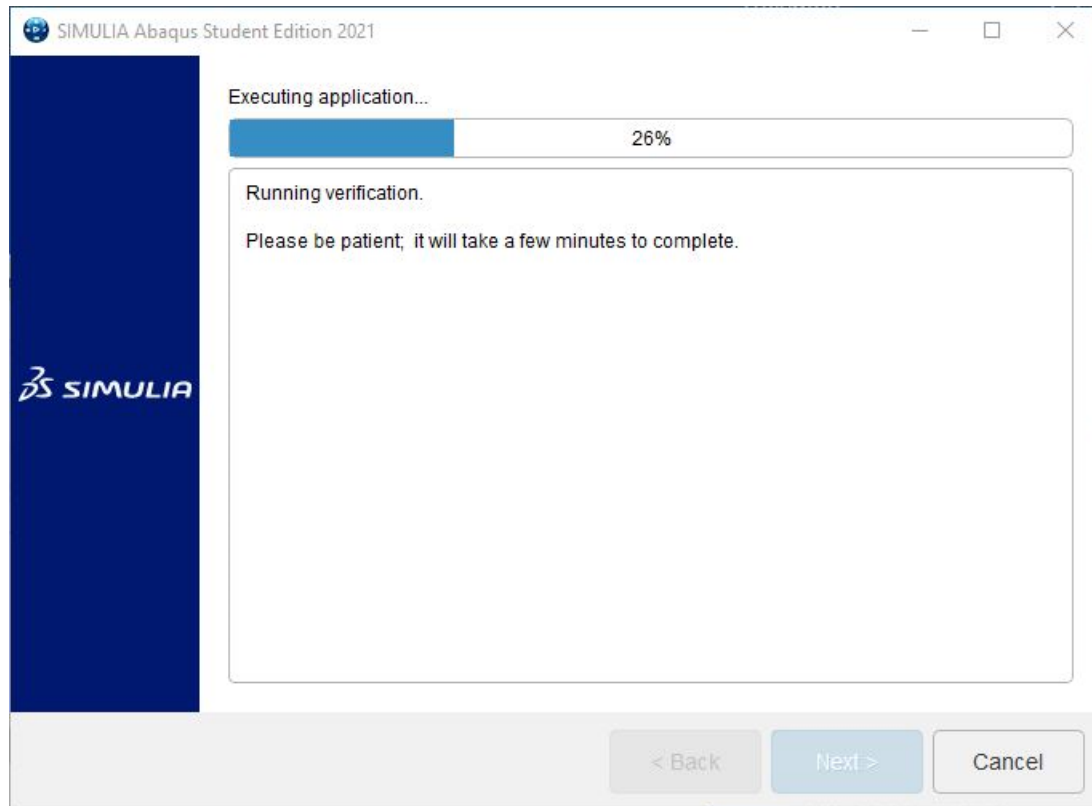 SIMULIA Abaqus Student Edition 2021
Executing application...
26%
Running verification.
Please be patient; it will take a few minutes to complete.
3S SIMULIA
< Back
Next >
Cancel